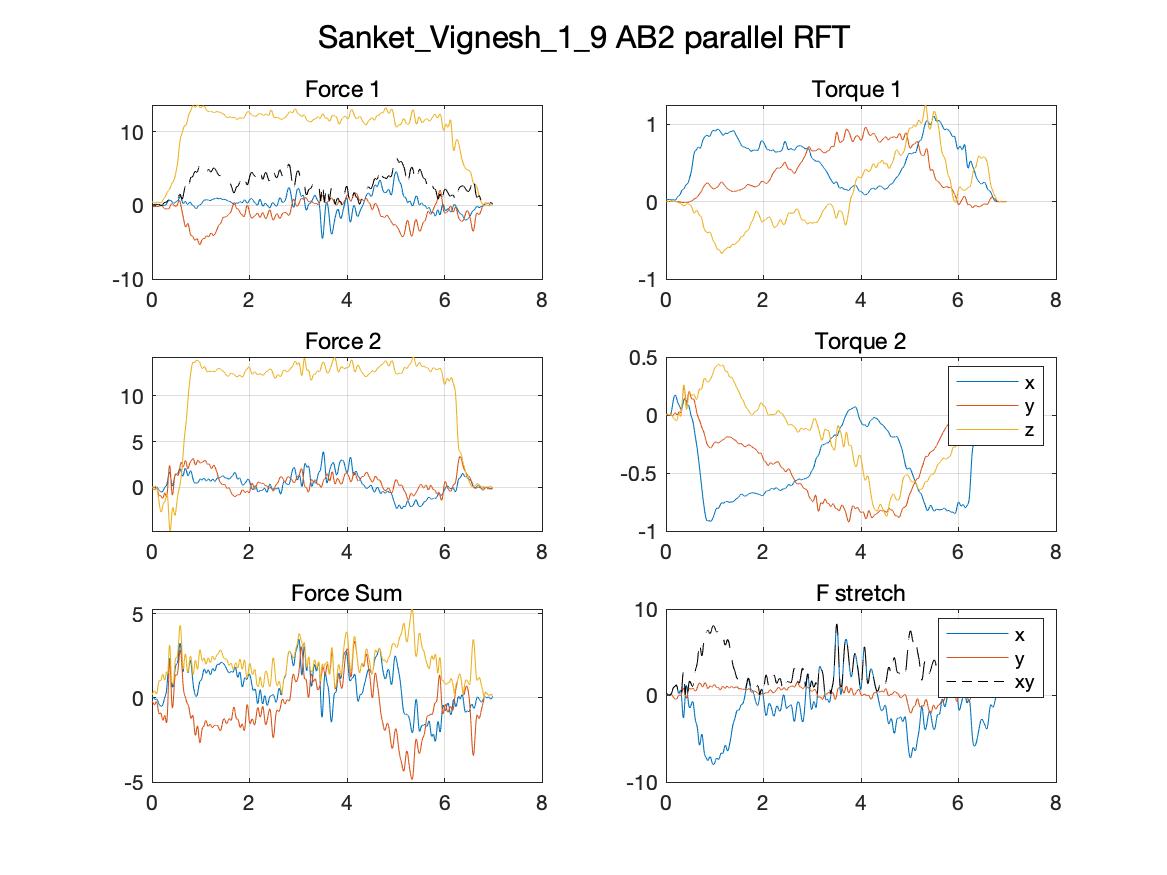 Sanket_Vignesh_1_9 AB2 parallel RFT
Force 1
10
0
-10
0 2 4 6 8
Torque 1
1
0
-1
0 2 4 6 8
Force 2
10
5
0
0 2 4 6 8
Torque 2
0.5
0
-0.5
-1
0 2 4 6 8
x
y
z
Force Sum
5
0
-5
0 2 4 6 8
F stretch
10
0
-10
0 2 4 6 8
x
y
xy